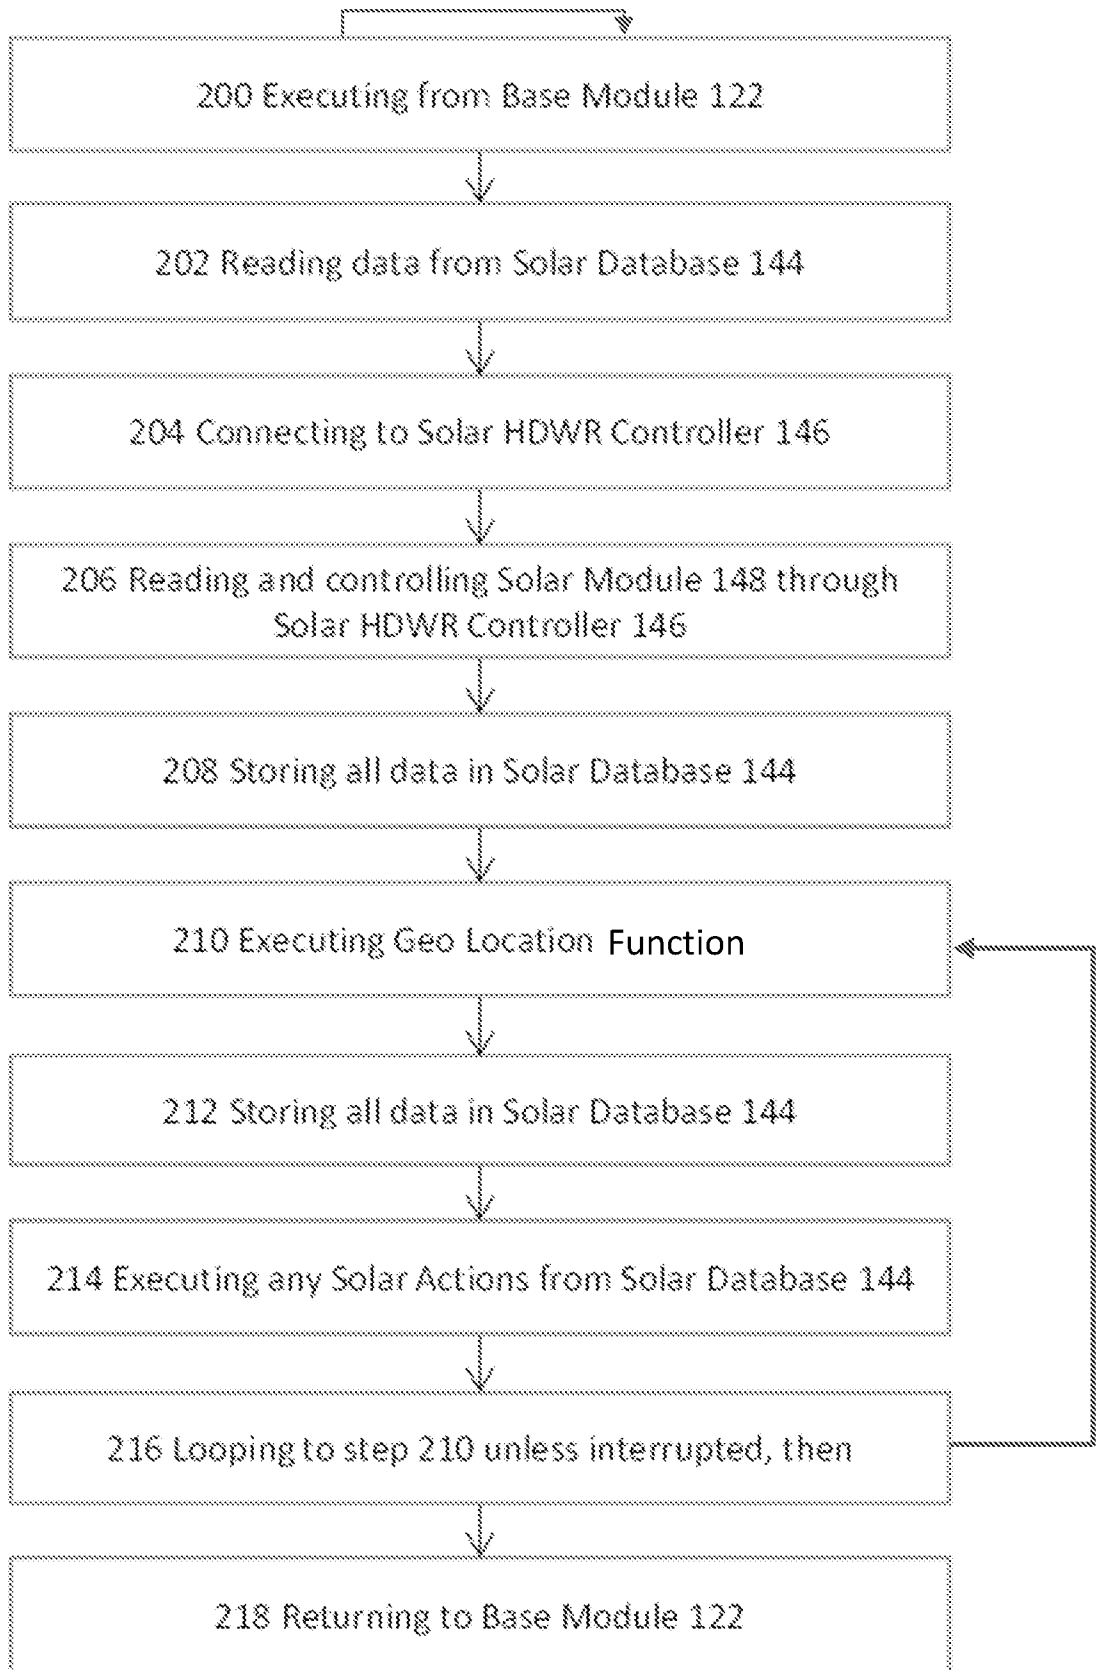 200 Executing from Base Module 122
202 Reading data from Solar Database 144
204 Connecting to Solar HDWR Controller 146
206 Reading and controlling Solar Module 148 through
Solar HDWR Controller 146
208 Storing all data in Solar Database 144
210 Executing Geo Location Function
212 Storing all data in Solar Database 144
214 Executing any Solar Actions from Solar Database 144
216 Looping to step 210 unless interrupted, then
218 Returning to Base Module 122